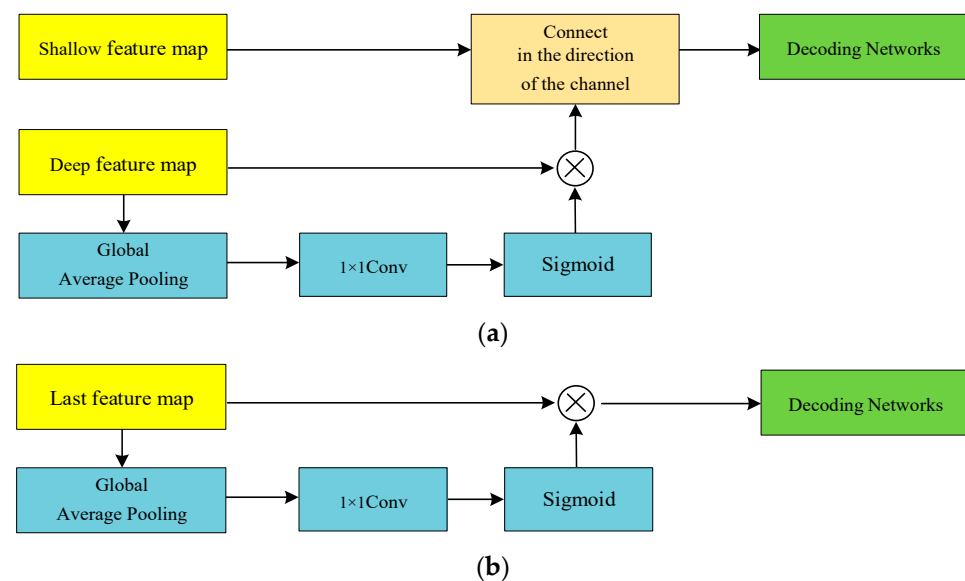 Shallow feature map
Connect
in the direction
of the channel
Decoding Networks
Deep feature map
⊗
Global
Average Pooling
1×1Conv
Sigmoid
(a)
Last feature map
⊗
Decoding Networks
Global
Average Pooling
1×1Conv
Sigmoid
(b)